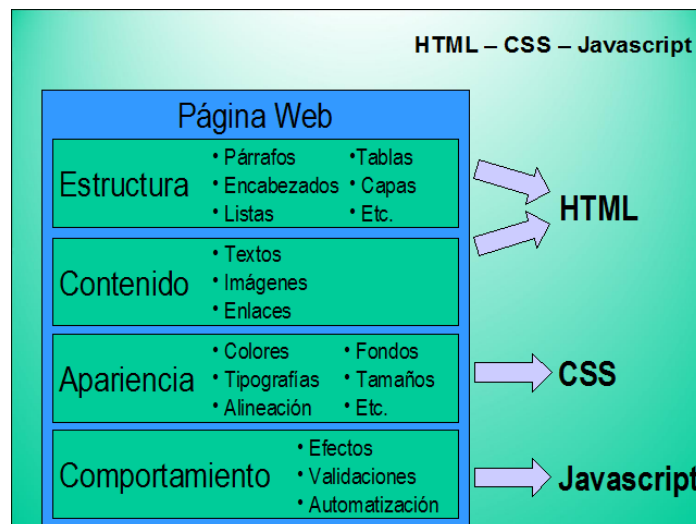 HTML – CSS – Javascript
Página Web
Estructura
• Párrafos
• Encabezados
• Listas
•Tablas
• Capas
• Etc.
HTML
Contenido
• Textos
• Imágenes
• Enlaces
Apariencia
• Colores
• Tipografías
• Alineación
• Fondos
• Tamaños
• Etc.
CSS
Comportamiento
• Efectos
• Validaciones
• Automatización
Javascript